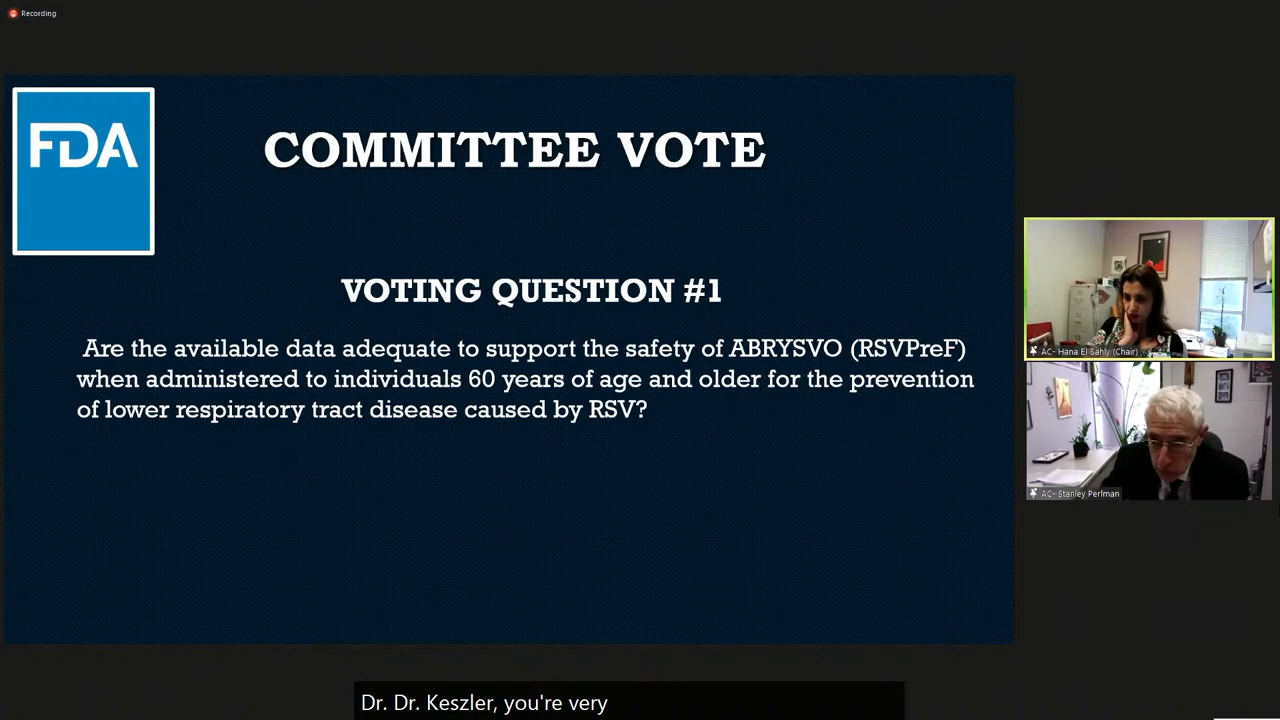 Recording
FDA
COMMITTEE VOTE
VOTING QUESTION #1
Are the available data adequate to support the safety of ABRYSVO (RSVPreF)
when administered to individuals 60 years of age and older for the prevention
of lower respiratory tract disease caused by RSV?
AC- Hana El Sahly (Chair)
AC- Stanley Perlman
Dr. Dr. Keszler, you're very